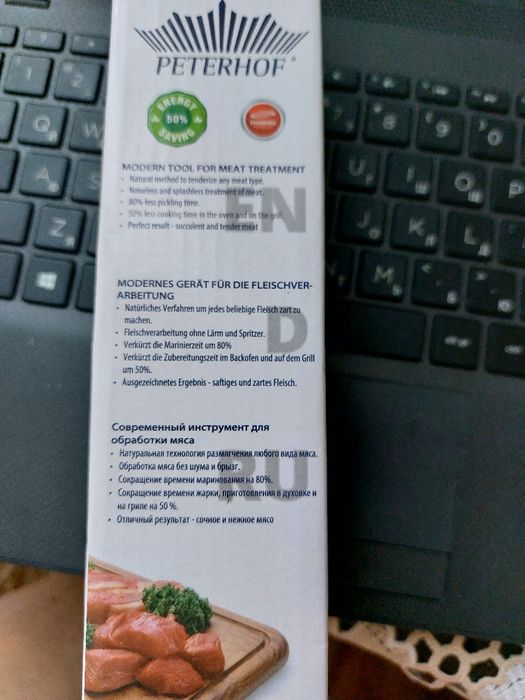 PETERHOF®
ENERGY
50%
SAVING
MODERN TOOL FOR MEAT TREATMENT
• Natural method to tenderize any meat type.
• Noiseless and splashless treatment of meat.
• 80% less pickling time.
• 50% less cooking time in the oven and on the grill.
• Perfect result - succulent and tender meat
EN
MODERNES GERÄT FÜR DIE FLEISCHVER-
ARBEITUNG
• Natürliches Verfahren um jedes beliebige Fleisch zart zu
machen.
• Fleischverarbeitung ohne Lärm und Spritzer.
• Verkürzt die Marinierzeit um 80%
• Verkürzt die Zubereitungszeit im Backofen und auf dem Grill
um 50%.
• Ausgezeichnetes Ergebnis - saftiges und zartes Fleisch.
D
Современный инструмент для
обработки мяса
• Натуральная технология размягчения любого вида мяса.
• Обработка мяса без шума и брызг.
• Сокращение времени маринования на 80%.
• Сокращение времени жарки, приготовления в духовке и
на гриле на 50 %.
• Отличный результат - сочное и нежное мясо
RU
1
2
Q
W
A
Z
8
9
U
J
K
L
M